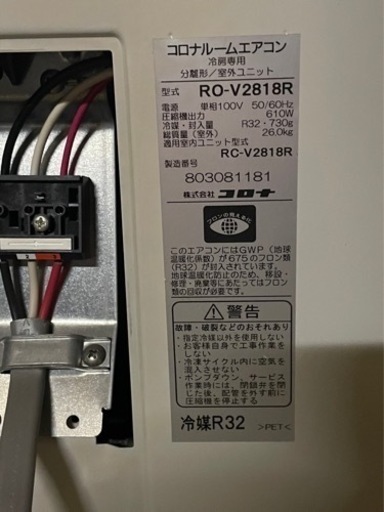 コロナルームエアコン
冷房専用
分離形／室外ユニット
型式 RO-V2818R
電源 単相100V 50/60Hz
圧縮機出力 610W
冷媒・封入量 R32・730g
総質量（室外） 26.0kg
適用室内ユニット型式
RC-V2818R
製造番号
803081181
株式会社 コロナ
フロンの見える化
このエアコンにはGWP（地球
温暖化係数）が675のフロン類
（R32）が封入されています。
地球温暖化防止のため、移設・
修理・廃棄等にあたってはフロン
類の回収が必要です。
警告
故障・破裂などのおそれあり
・指定冷媒以外を使用しない
・お客様自身で工事作業を
しない
・冷凍サイクル内に空気を
混入させない
・ポンプダウン、サービス
作業時には、閉鎖弁を閉
じた後、配管を外す前に
圧縮機を停止する
冷媒R32 >PET<